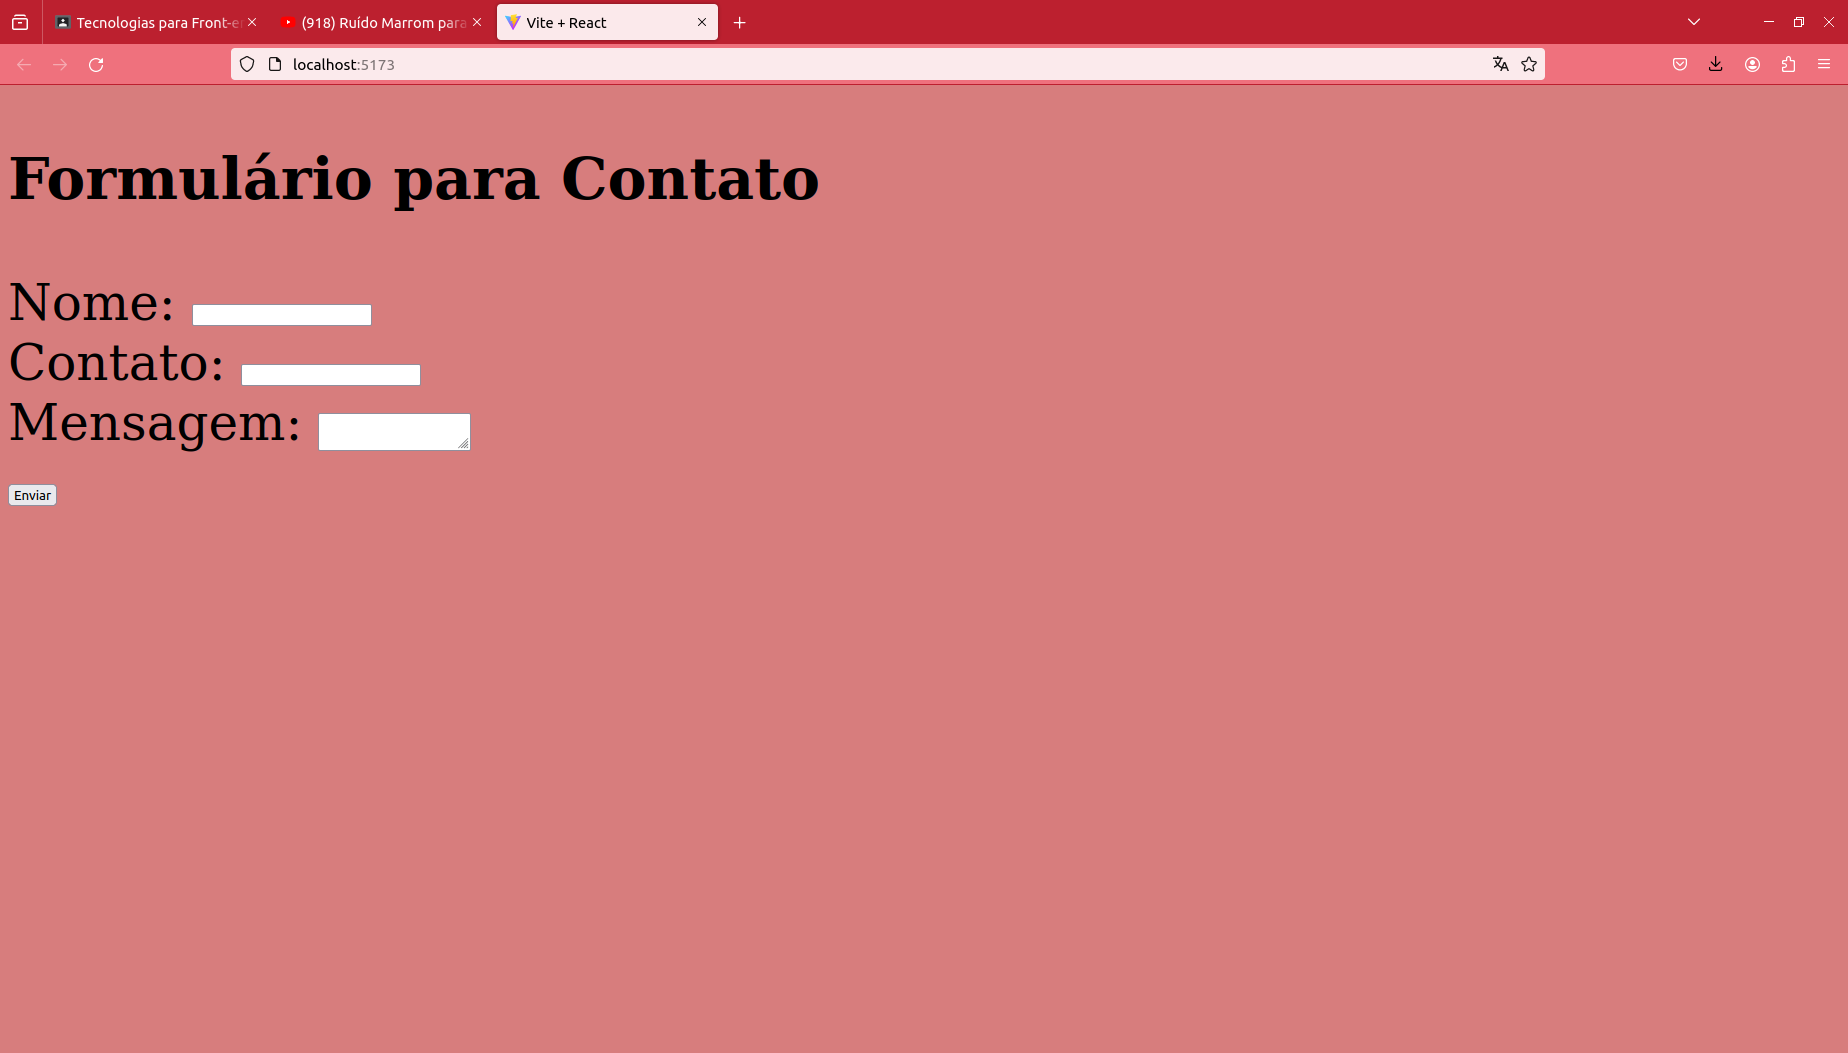 Tecnologias para Front-e
(918) Ruído Marrom para
Vite + React
localhost:5173
Formulário para Contato
Nome:
Contato:
Mensagem:
Enviar